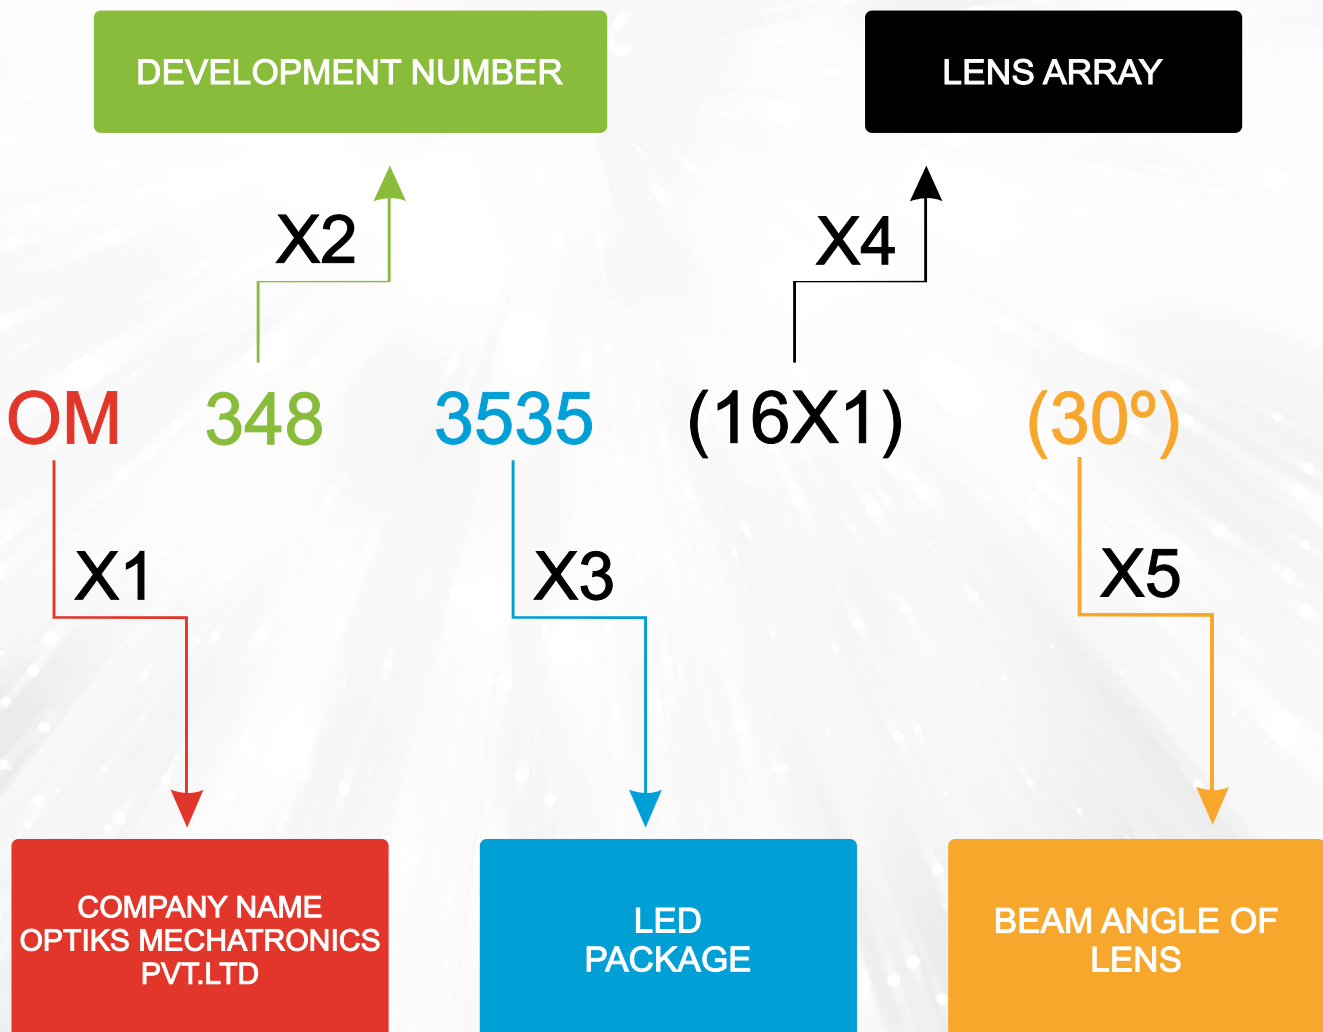 DEVELOPMENT NUMBER
LENS ARRAY
X2
X4
OM 348 3535 (16X1) (30º)
X1
X3
X5
COMPANY NAME
OPTIKS MECHATRONICS
PVT.LTD
LED
PACKAGE
BEAM ANGLE OF
LENS